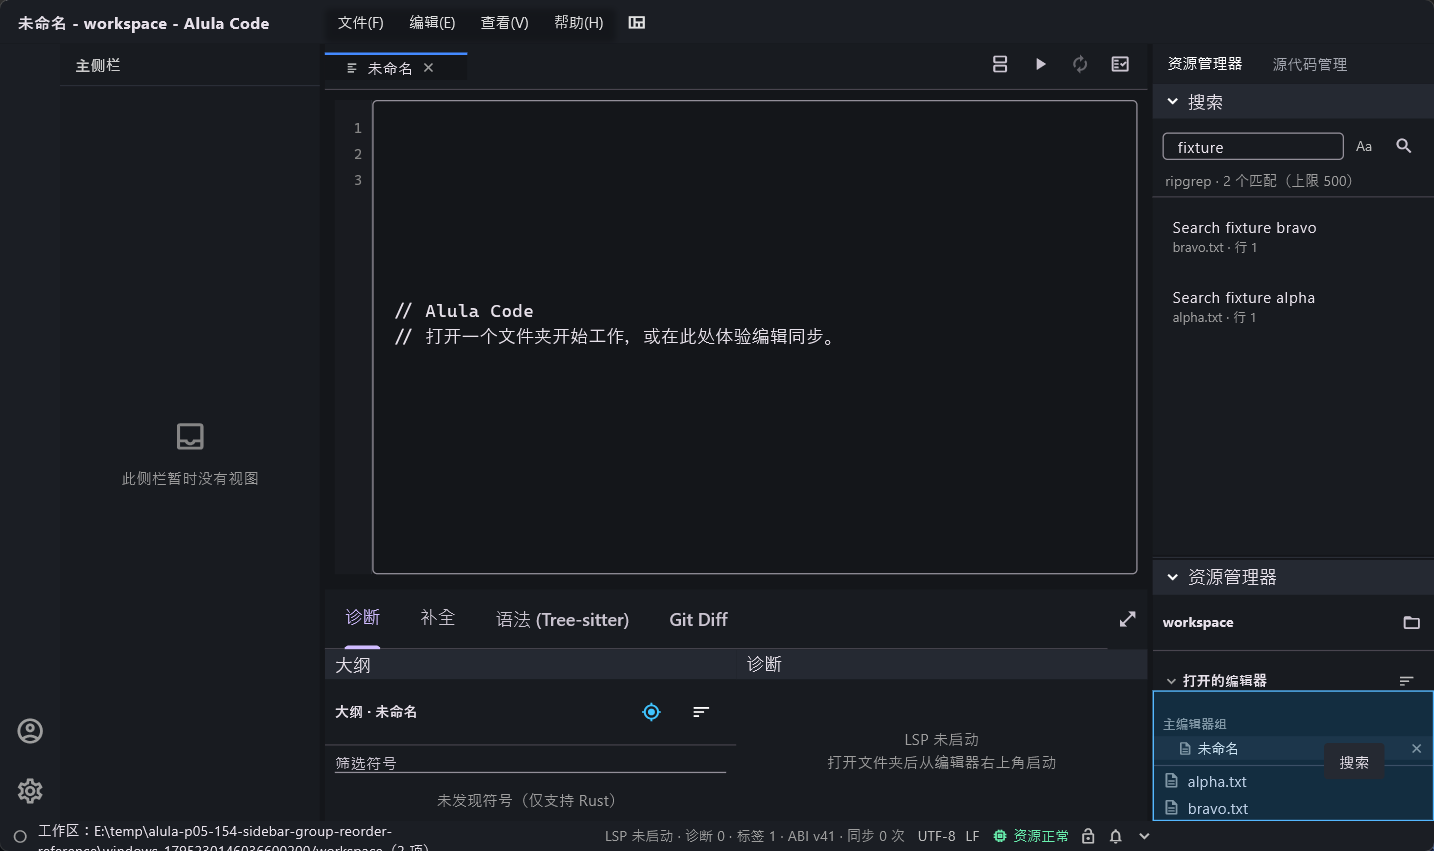 未命名 - workspace - Alula Code
文件(F) 编辑(E) 查看(V) 帮助(H)
主侧栏
未命名
资源管理器 源代码管理
搜索
fixture Aa
ripgrep · 2 个匹配（上限 500）
Search fixture bravo
bravo.txt · 行 1
Search fixture alpha
alpha.txt · 行 1
1
2
3
// Alula Code
// 打开一个文件夹开始工作，或在此处体验编辑同步。
此侧栏暂时没有视图
诊断 补全 语法 (Tree-sitter) Git Diff
大纲 诊断
大纲 · 未命名
筛选符号
未发现符号（仅支持 Rust）
LSP 未启动
打开文件夹后从编辑器右上角启动
资源管理器
workspace
打开的编辑器
主编辑器组
未命名
搜索
alpha.txt
bravo.txt
工作区：E:\temp\alula-p05-154-sidebar-group-reorder-
reference\windows-1795230146036600200/workspace（2 项）
LSP 未启动 · 诊断 0 · 标签 1 · ABI v41 · 同步 0 次 UTF-8 LF 资源正常